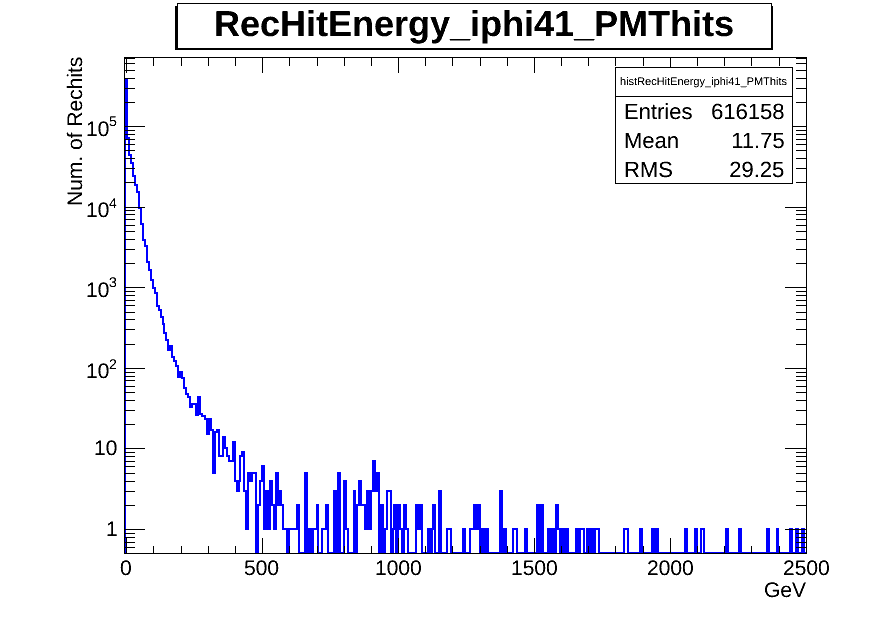 RecHitEnergy_iphi41_PMThits
Num. of Rechits
histRecHitEnergy_iphi41_PMThits
Entries 616158
Mean 11.75
RMS 29.25
10⁵
10⁴
10³
10²
10
1
0 500 1000 1500 2000 2500
GeV